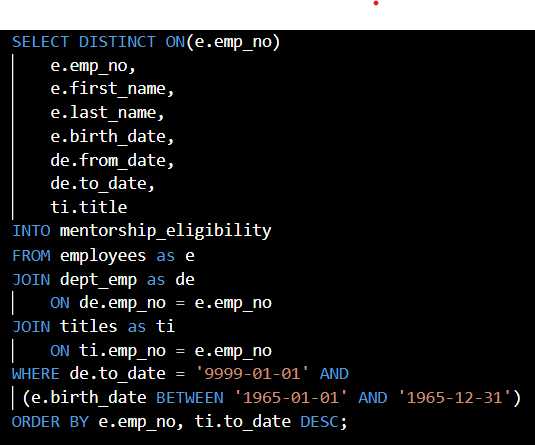 SELECT DISTINCT ON(e.emp_no)
e.emp_no,
e.first_name,
e.last_name,
e.birth_date,
de.from_date,
de.to_date,
ti.title
INTO mentorship_eligibility
FROM employees as e
JOIN dept_emp as de
ON de.emp_no = e.emp_no
JOIN titles as ti
ON ti.emp_no = e.emp_no
WHERE de.to_date = '9999-01-01' AND
(e.birth_date BETWEEN '1965-01-01' AND '1965-12-31')
ORDER BY e.emp_no, ti.to_date DESC;